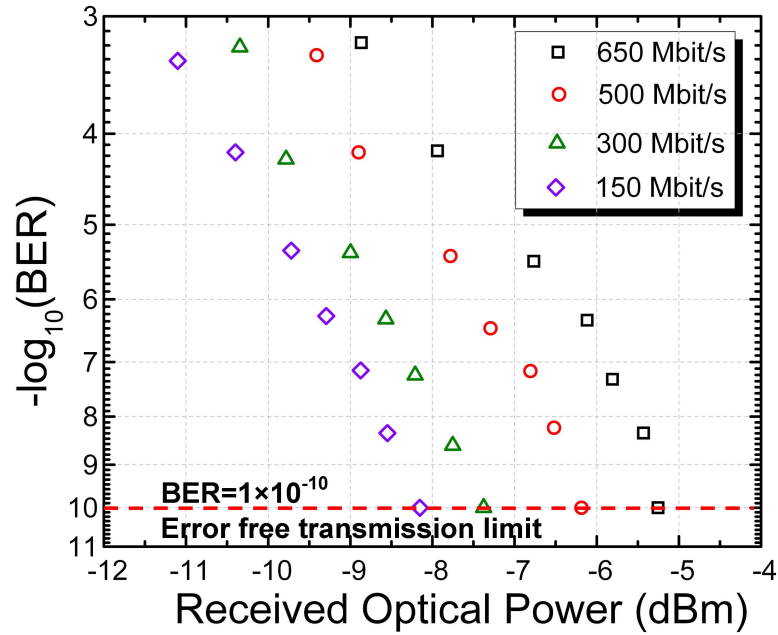 3
4
5
6
7
8
9
10
11
-log10(BER)
650 Mbit/s
500 Mbit/s
300 Mbit/s
150 Mbit/s
BER=1×10-10
Error free transmission limit
-12 -11 -10 -9 -8 -7 -6 -5 -4
Received Optical Power (dBm)